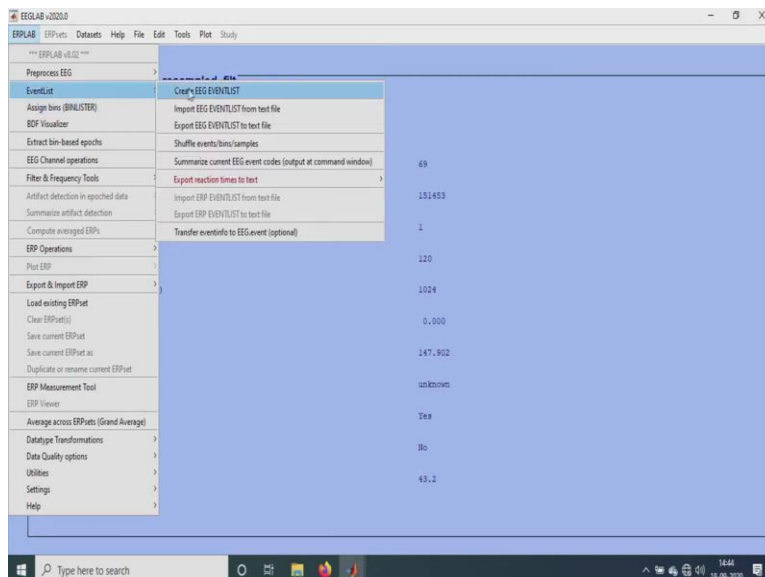 EEGLAB v2020.0
ERPLAB ERPsets Datasets Help File Edit Tools Plot Study
*** ERPLAB v8.02 ***
Preprocess EEG
EventList
Assign bins (BINLISTER)
BDF Visualizer
Extract bin-based epochs
EEG Channel operations
Filter & Frequency Tools
Artifact detection in epoched data
Summarize artifact detection
Compute averaged ERPs
ERP Operations
Plot ERP
Export & Import ERP
Load existing ERPset
Clear ERPset(s)
Save current ERPset
Save current ERPset as
Duplicate or rename current ERPset
ERP Measurement Tool
ERP Viewer
Average across ERPsets (Grand Average)
Datatype Transformations
Data Quality options
Utilities
Settings
Help
Create EEG EVENTLIST
Import EEG EVENTLIST from text file
Export EEG EVENTLIST to text file
Shuffle events/bins/samples
Summarize current EEG event codes (output at command window)
Export reaction times to text
Import ERP EVENTLIST from text file
Export ERP EVENTLIST to text file
Transfer eventinfo to EEG.event (optional)
69
151453
1
120
1024
0.000
147.902
unknown
Yes
No
43.2
Type here to search
14:44
18-09-2020